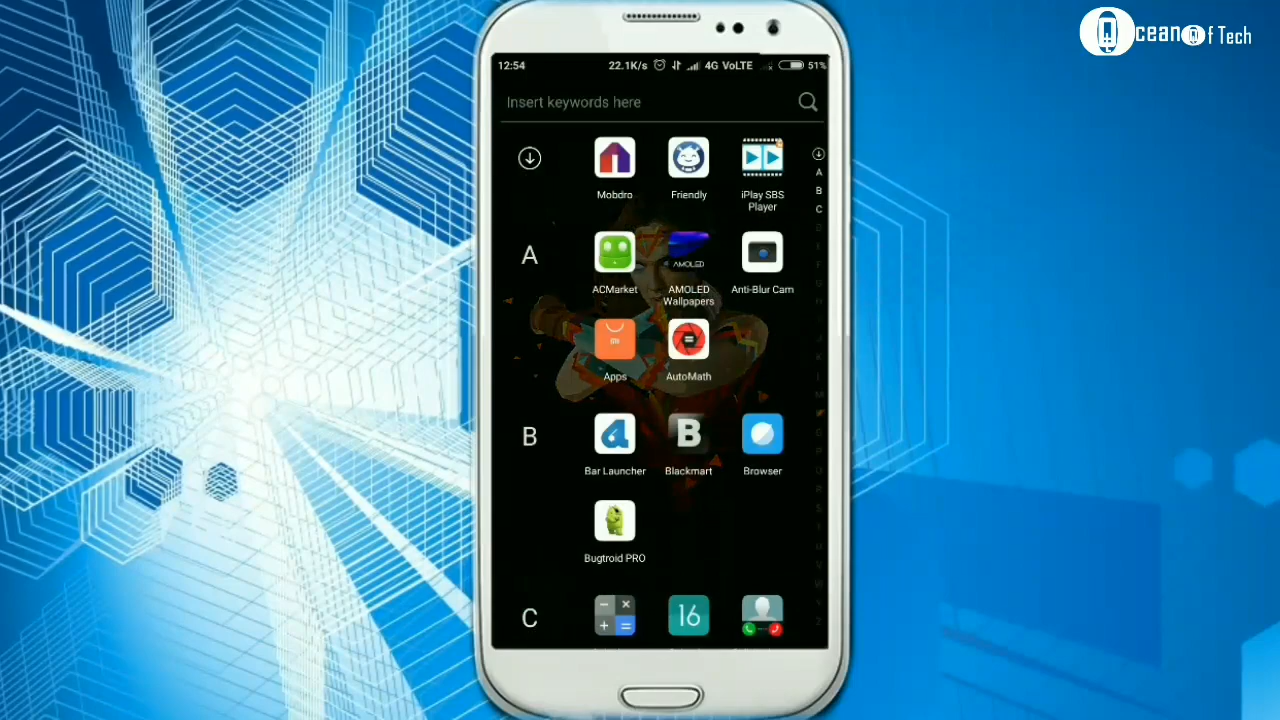 Ocean Of Tech
12:54
22.1K/s 4G VoLTE 51%
Insert keywords here
Mobdro
Friendly
iPlay SBS
Player
A
B
C
A
AMOLED
ACMarket
AMOLED
Wallpapers
Anti-Blur Cam
mi
Apps
AutoMath
B
B
Bar Launcher
Blackmart
Browser
Bugtroid PRO
C
16